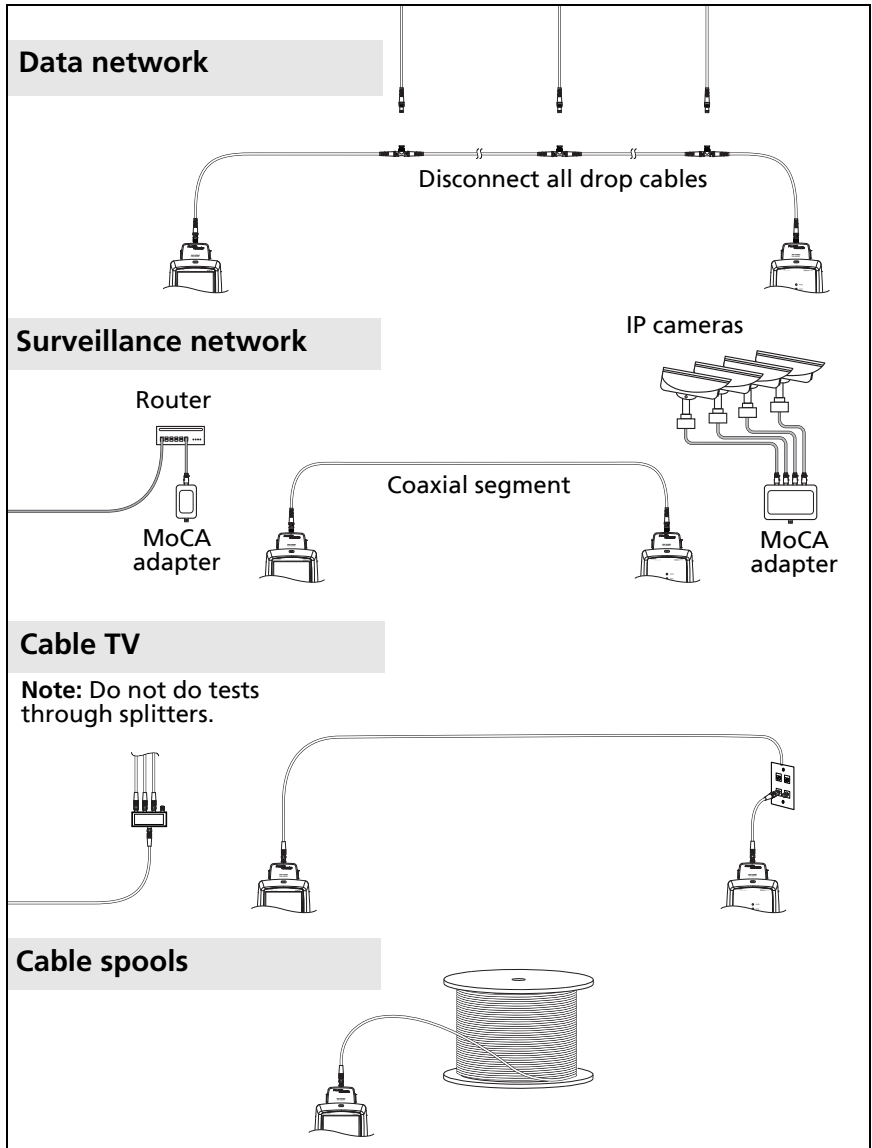 Data network
Disconnect all drop cables
Surveillance network
IP cameras
Router
Coaxial segment
MoCA
adapter
MoCA
adapter
Cable TV
Note: Do not do tests
through splitters.
Cable spools